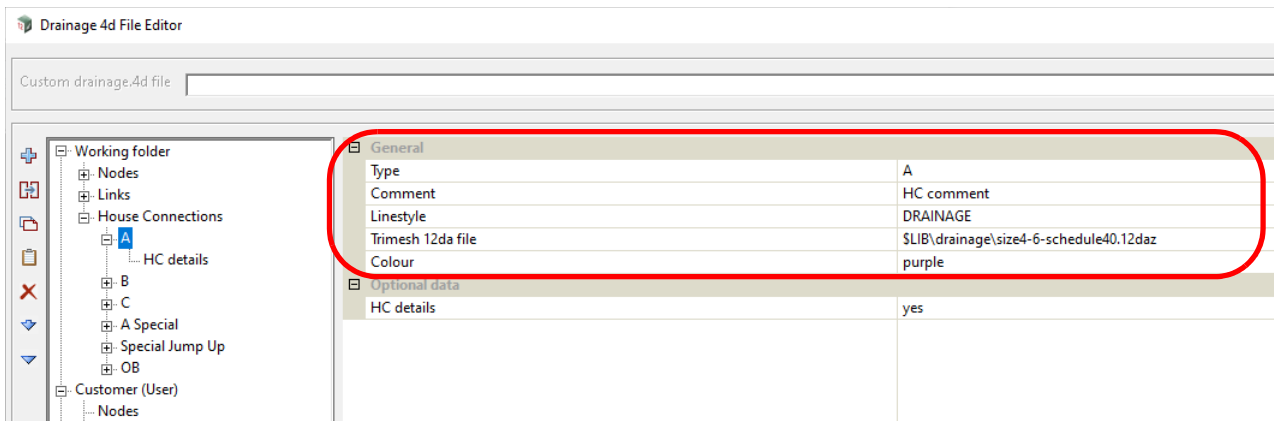 Drainage 4d File Editor
Custom drainage.4d file
Working folder
Nodes
Links
House Connections
A
HC details
B
C
A Special
Special Jump Up
OB
Customer (User)
Nodes
General
Type A
Comment HC comment
Linestyle DRAINAGE
Trimesh 12da file $LIB\drainage\size4-6-schedule40.12daz
Colour purple
Optional data
HC details yes